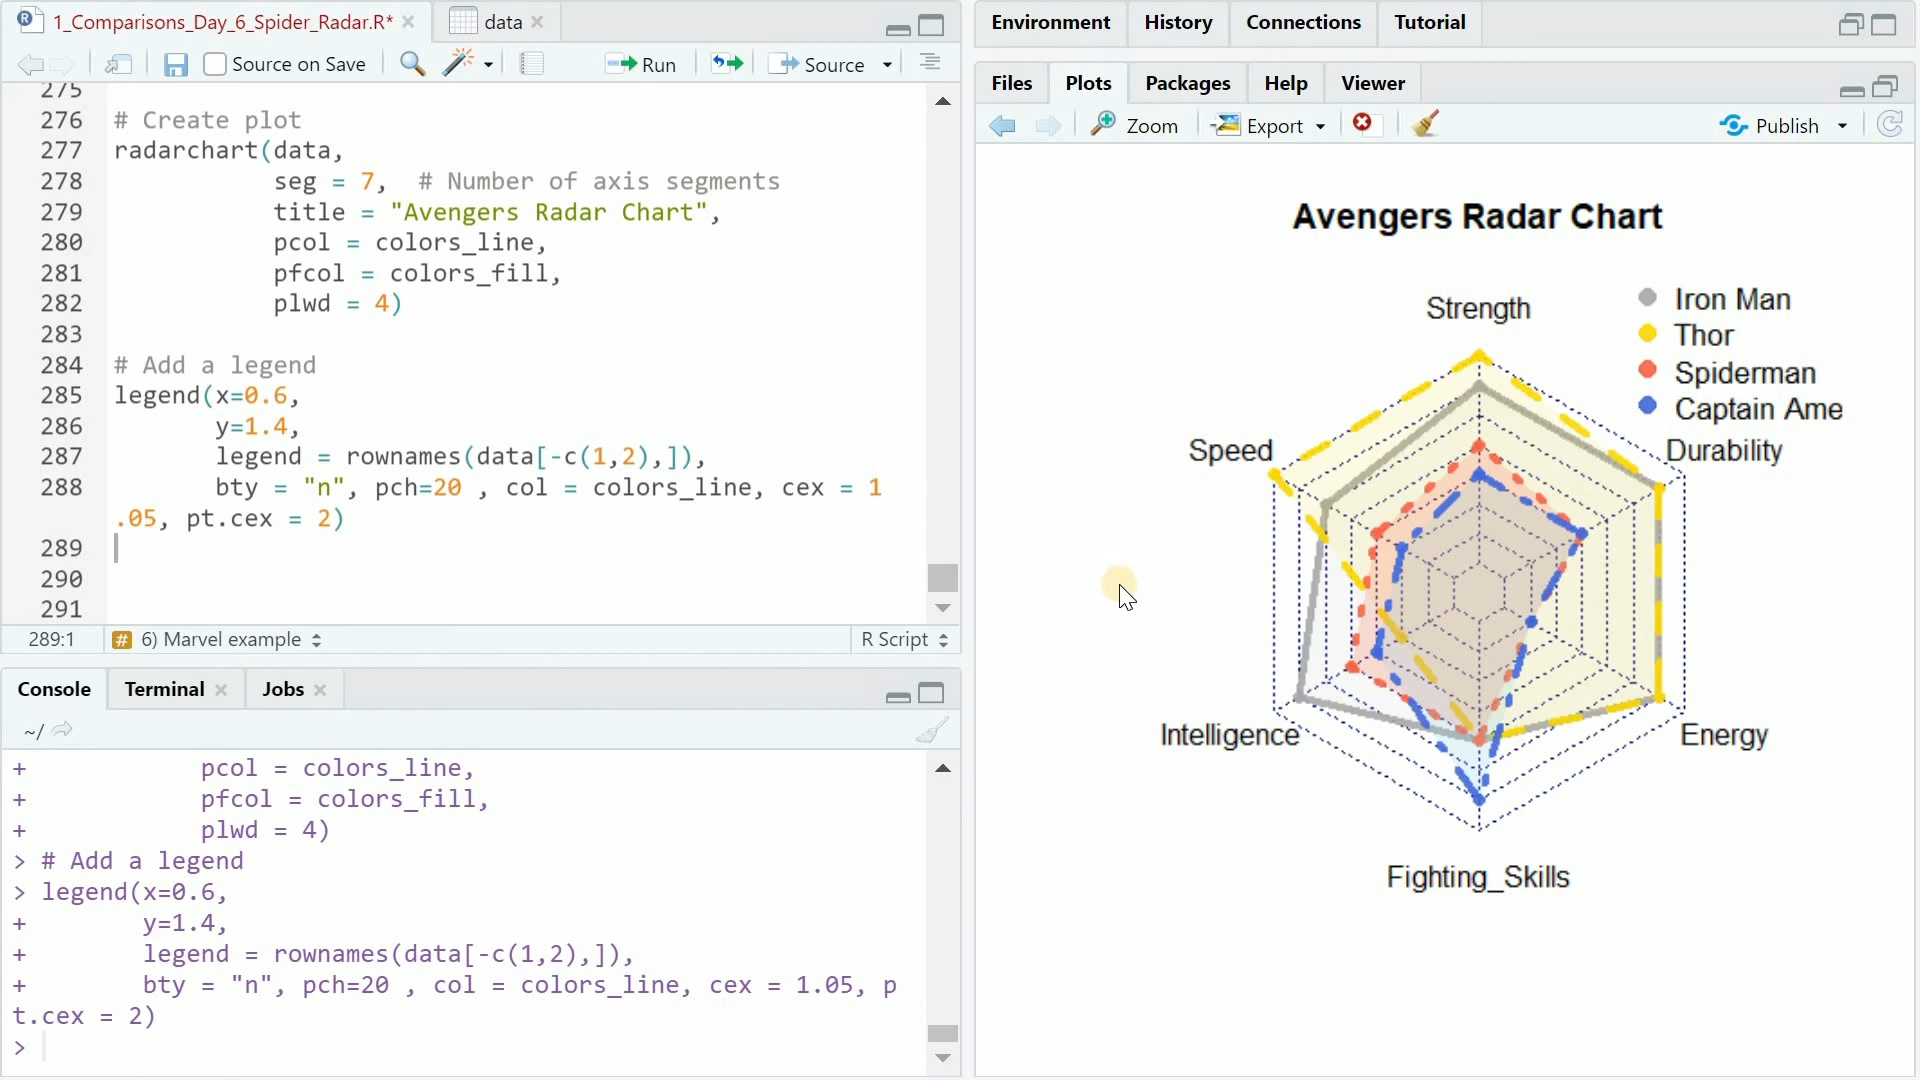 1_Comparisons_Day_6_Spider_Radar.R*
data
Source on Save
Run
Source
275
276 # Create plot
277 radarchart(data,
278 seg = 7,  # Number of axis segments
279 title = "Avengers Radar Chart",
280 pcol = colors_line,
281 pfcol = colors_fill,
282 plwd = 4)
283
284 # Add a legend
285 legend(x=0.6,
286 y=1.4,
287 legend = rownames(data[-c(1,2),]),
288 bty = "n", pch=20 , col = colors_line, cex = 1
.05, pt.cex = 2)
289
290
291
289:1
# 6) Marvel example
R Script
Console
Terminal
Jobs
~/
+ pcol = colors_line,
+ pfcol = colors_fill,
+ plwd = 4)
> # Add a legend
> legend(x=0.6,
+ y=1.4,
+ legend = rownames(data[-c(1,2),]),
+ bty = "n", pch=20 , col = colors_line, cex = 1.05, p
t.cex = 2)
>
Environment
History
Connections
Tutorial
Files
Plots
Packages
Help
Viewer
Zoom
Export
Publish
Avengers Radar Chart
Iron Man
Thor
Spiderman
Captain Ame
Strength
Speed
Durability
Intelligence
Energy
Fighting_Skills